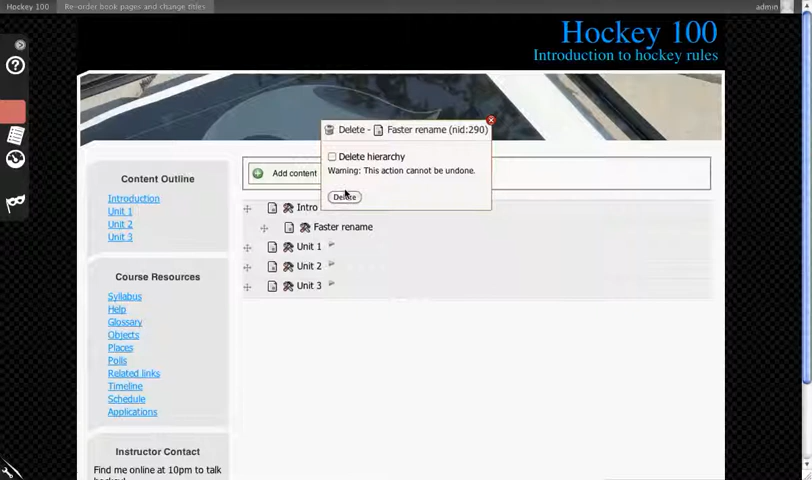 Hockey 100
Re-order book pages and change titles
admin
Hockey 100
Introduction to hockey rules
Delete - Faster rename (nid:290)
Delete hierarchy
Warning: This action cannot be undone.
Delete
Add content
Intro
Faster rename
Unit 1
Unit 2
Unit 3
Content Outline
Introduction
Unit 1
Unit 2
Unit 3
Course Resources
Syllabus
Help
Glossary
Objects
Places
Polls
Related links
Timeline
Schedule
Applications
Instructor Contact
Find me online at 10pm to talk
hockey!